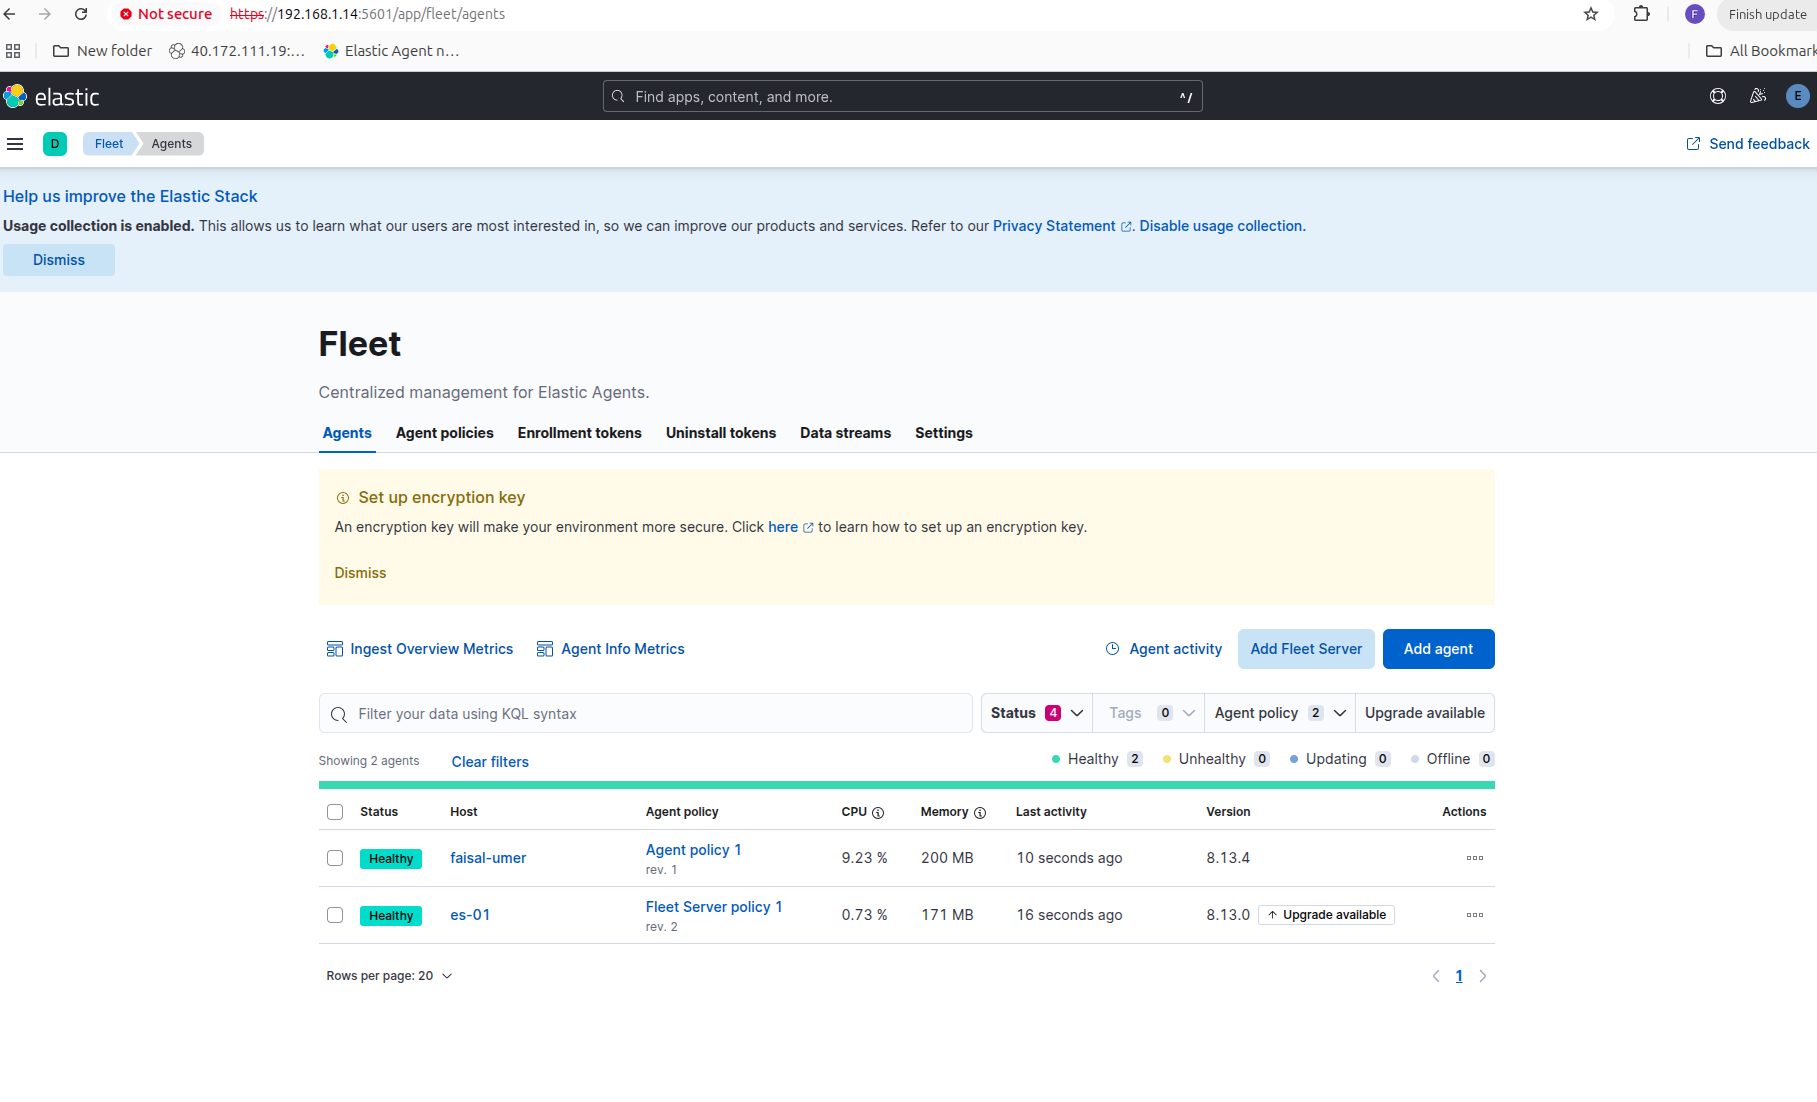 Not secure https://192.168.1.14:5601/app/fleet/agents F Finish update
New folder 40.172.111.19:... Elastic Agent n... All Bookmark
elastic Find apps, content, and more. ^/ E
D Fleet Agents Send feedback
Help us improve the Elastic Stack
Usage collection is enabled. This allows us to learn what our users are most interested in, so we can improve our products and services. Refer to our Privacy Statement. Disable usage collection.
Dismiss
Fleet
Centralized management for Elastic Agents.
Agents Agent policies Enrollment tokens Uninstall tokens Data streams Settings
Set up encryption key
An encryption key will make your environment more secure. Click here to learn how to set up an encryption key.
Dismiss
Ingest Overview Metrics Agent Info Metrics Agent activity Add Fleet Server Add agent
Filter your data using KQL syntax Status 4 Tags 0 Agent policy 2 Upgrade available
Showing 2 agents Clear filters Healthy 2 Unhealthy 0 Updating 0 Offline 0
Status Host Agent policy CPU Memory Last activity Version Actions
Healthy faisal-umer Agent policy 1 9.23 % 200 MB 10 seconds ago 8.13.4
rev. 1
Healthy es-01 Fleet Server policy 1 0.73 % 171 MB 16 seconds ago 8.13.0 Upgrade available
rev. 2
Rows per page: 20 1